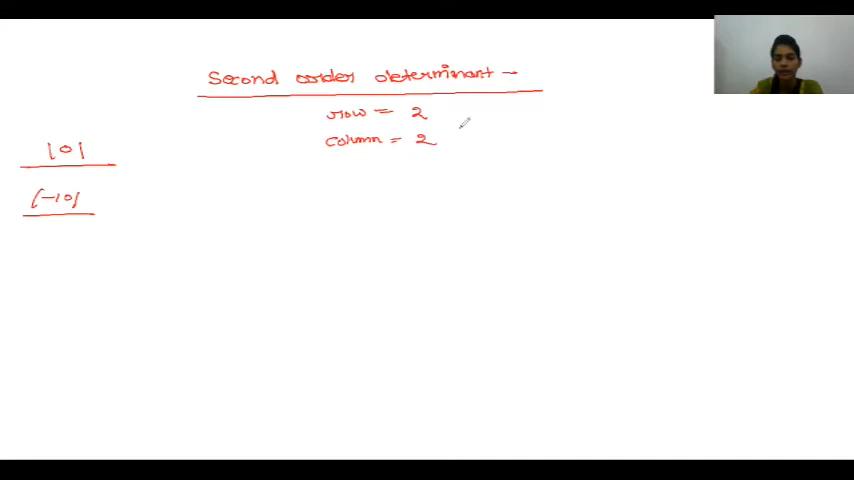 Second order determinant -
row = 2
column = 2
|0|
|-10|